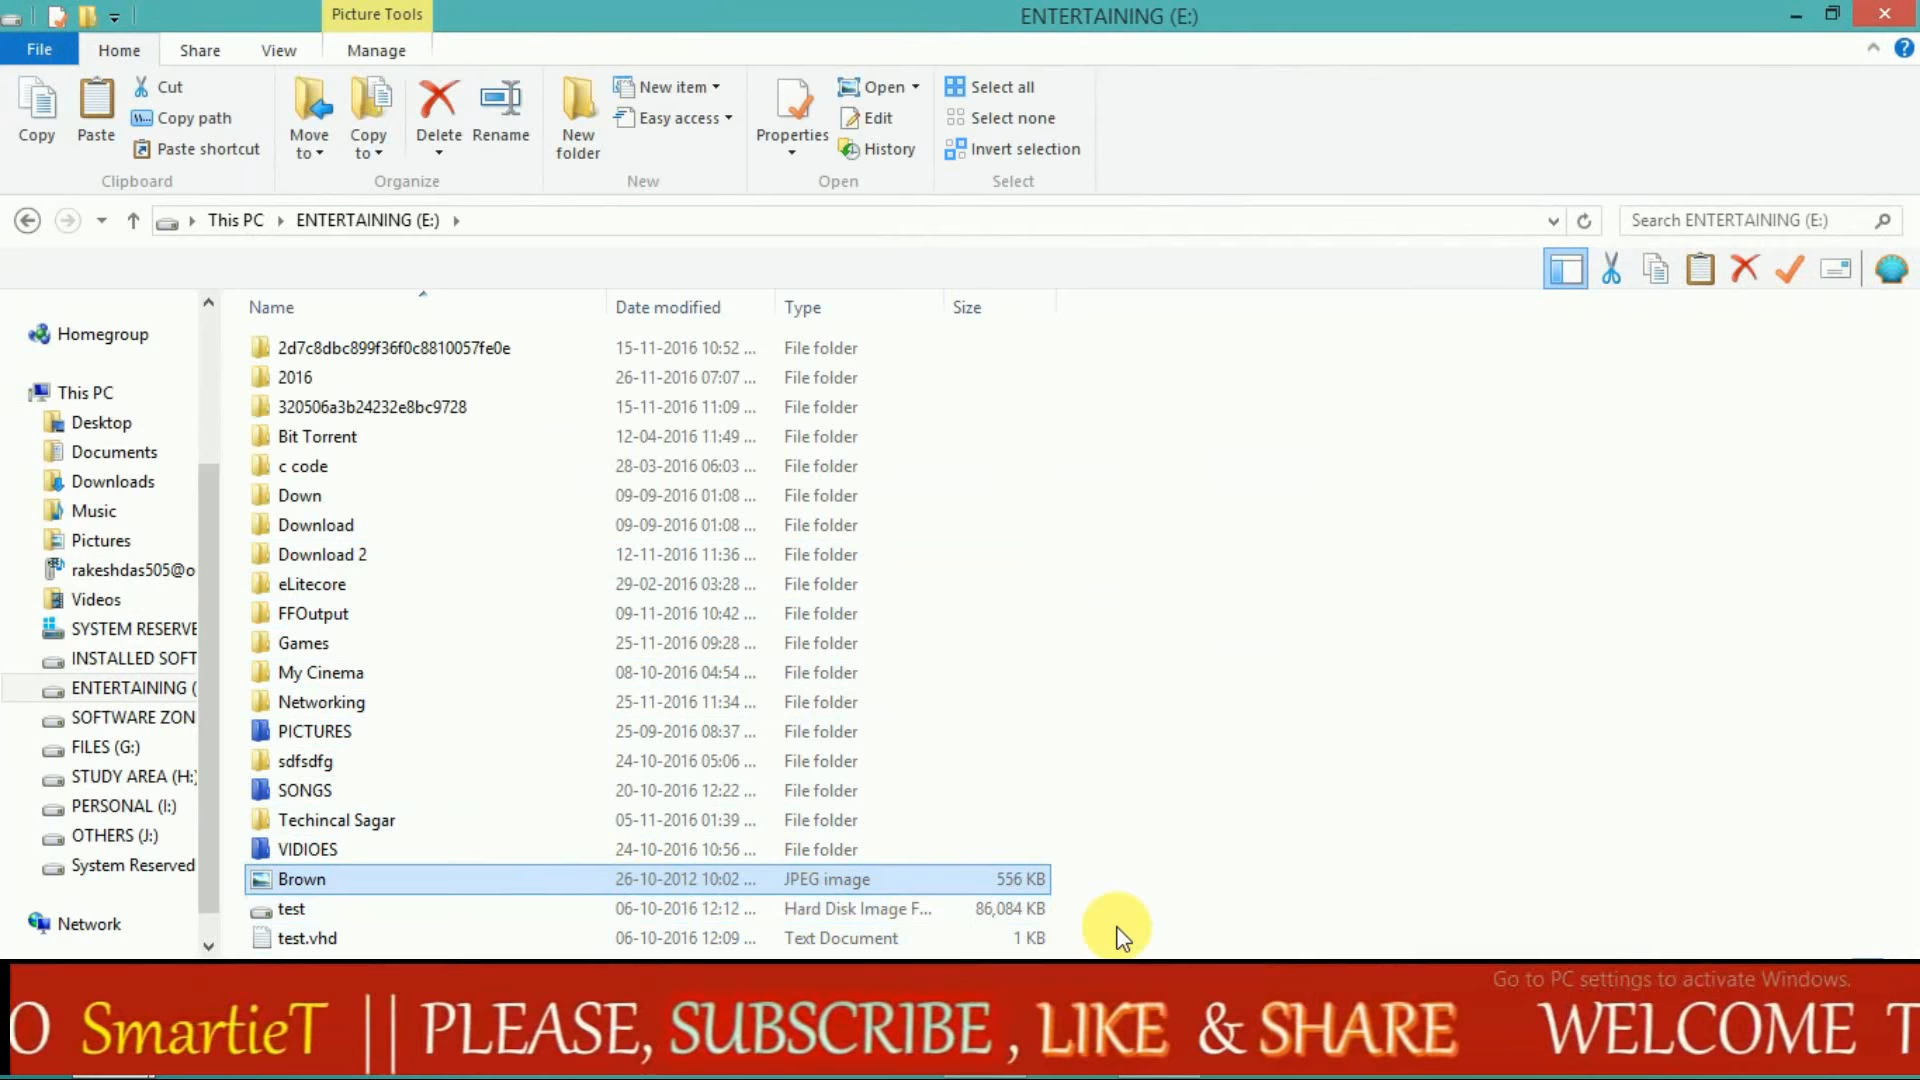 Picture Tools
ENTERTAINING (E:)
File Home Share View Manage
Copy
Paste
Cut
Copy path
Paste shortcut
Clipboard
Move to
Copy to
Delete
Rename
Organize
New folder
New item
Easy access
New
Properties
Open
Edit
History
Open
Select all
Select none
Invert selection
Select
This PC ENTERTAINING (E:)
Search ENTERTAINING (E:)
Homegroup
This PC
Desktop
Documents
Downloads
Music
Pictures
rakeshdas505@o
Videos
SYSTEM RESERVE
INSTALLED SOFT
ENTERTAINING (
SOFTWARE ZON
FILES (G:)
STUDY AREA (H:)
PERSONAL (I:)
OTHERS (J:)
System Reserved
Network
Name Date modified Type Size
2d7c8dbc899f36f0c8810057fe0e 15-11-2016 10:52 ... File folder
2016 26-11-2016 07:07 ... File folder
320506a3b24232e8bc9728 15-11-2016 11:09 ... File folder
Bit Torrent 12-04-2016 11:49 ... File folder
c code 28-03-2016 06:03 ... File folder
Down 09-09-2016 01:08 ... File folder
Download 09-09-2016 01:08 ... File folder
Download 2 12-11-2016 11:36 ... File folder
eLitecore 29-02-2016 03:28 ... File folder
FFOutput 09-11-2016 10:42 ... File folder
Games 25-11-2016 09:28 ... File folder
My Cinema 08-10-2016 04:54 ... File folder
Networking 25-11-2016 11:34 ... File folder
PICTURES 25-09-2016 08:37 ... File folder
sdfsdfg 24-10-2016 05:06 ... File folder
SONGS 20-10-2016 12:22 ... File folder
Techincal Sagar 05-11-2016 01:39 ... File folder
VIDIOES 24-10-2016 10:56 ... File folder
Brown 26-10-2012 10:02 ... JPEG image 556 KB
test 06-10-2016 12:12 ... Hard Disk Image F... 86,084 KB
test.vhd 06-10-2016 12:09 ... Text Document 1 KB
Go to PC settings to activate Windows.
O SmartieT || PLEASE, SUBSCRIBE , LIKE & SHARE WELCOME T